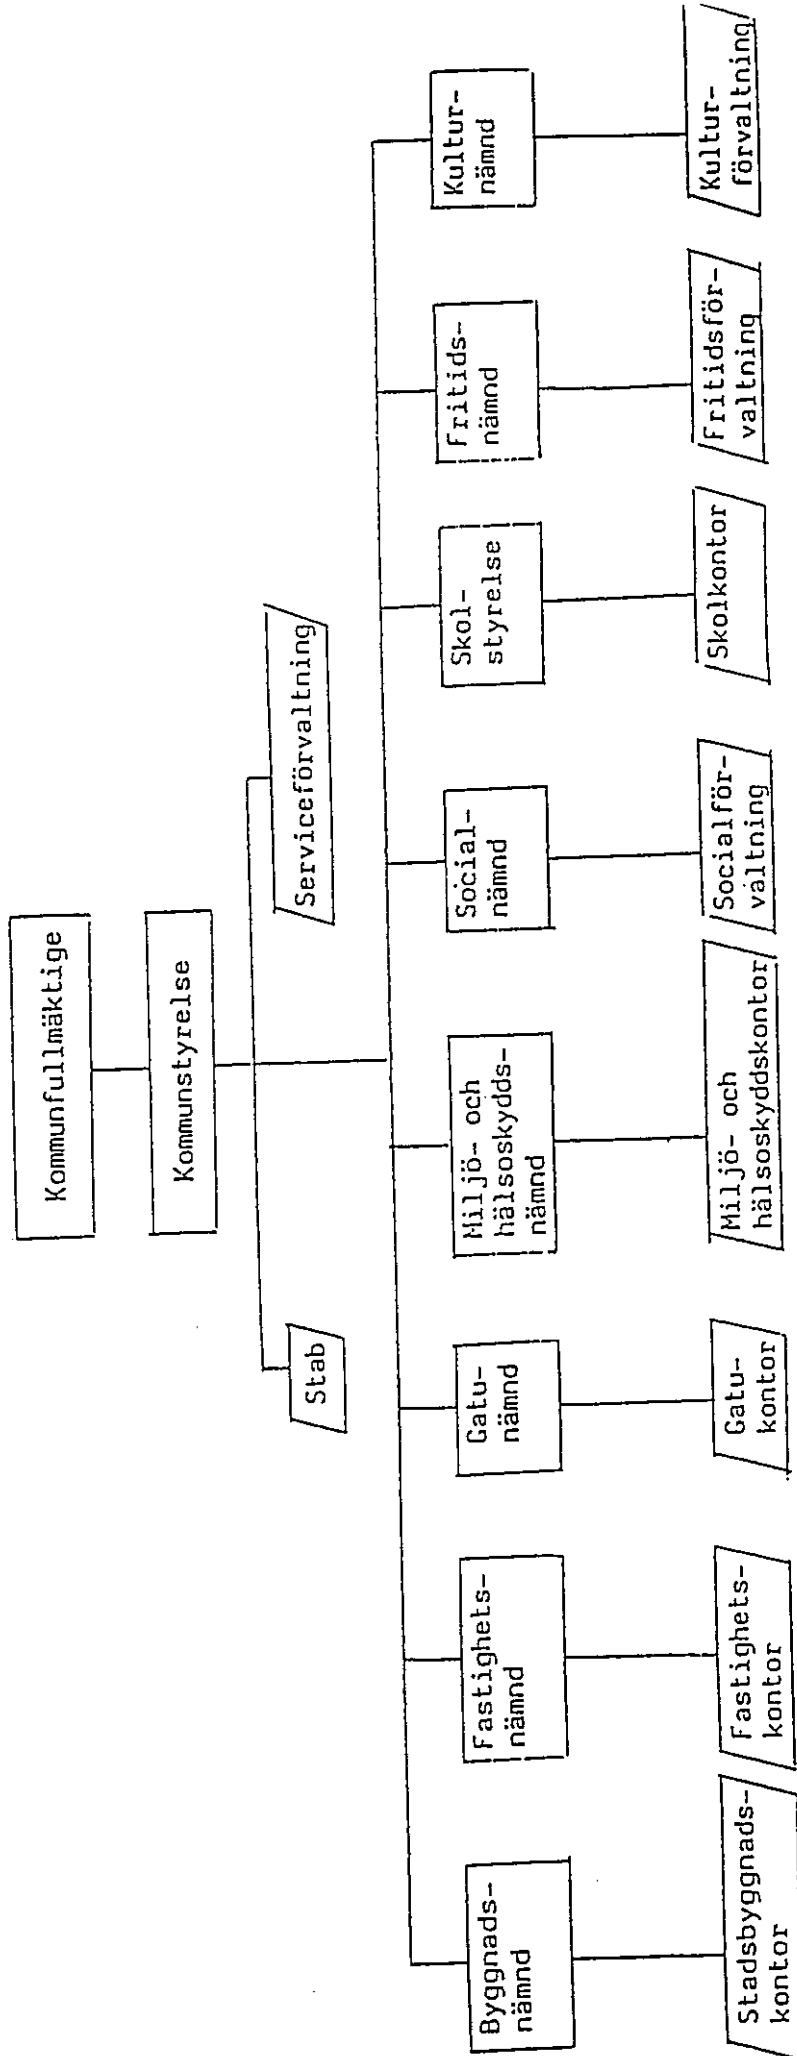 Kommunfullmäktige
Kommunstyrelse
Stab
Serviceförvaltning
Byggnads-
nämnd
Fastighets-
nämnd
Gatu-
nämnd
Miljö- och
hälsoskydds-
nämnd
Social-
nämnd
Skol-
styrelse
Fritids-
nämnd
Kultur-
nämnd
Stadsbyggnads-
kontor
Fastighets-
kontor
Gatu-
kontor
Miljö- och
hälsoskyddskontor
Socialför-
valtning
Skolkontor
Fritidsför-
valtning
Kultur-
förvaltning